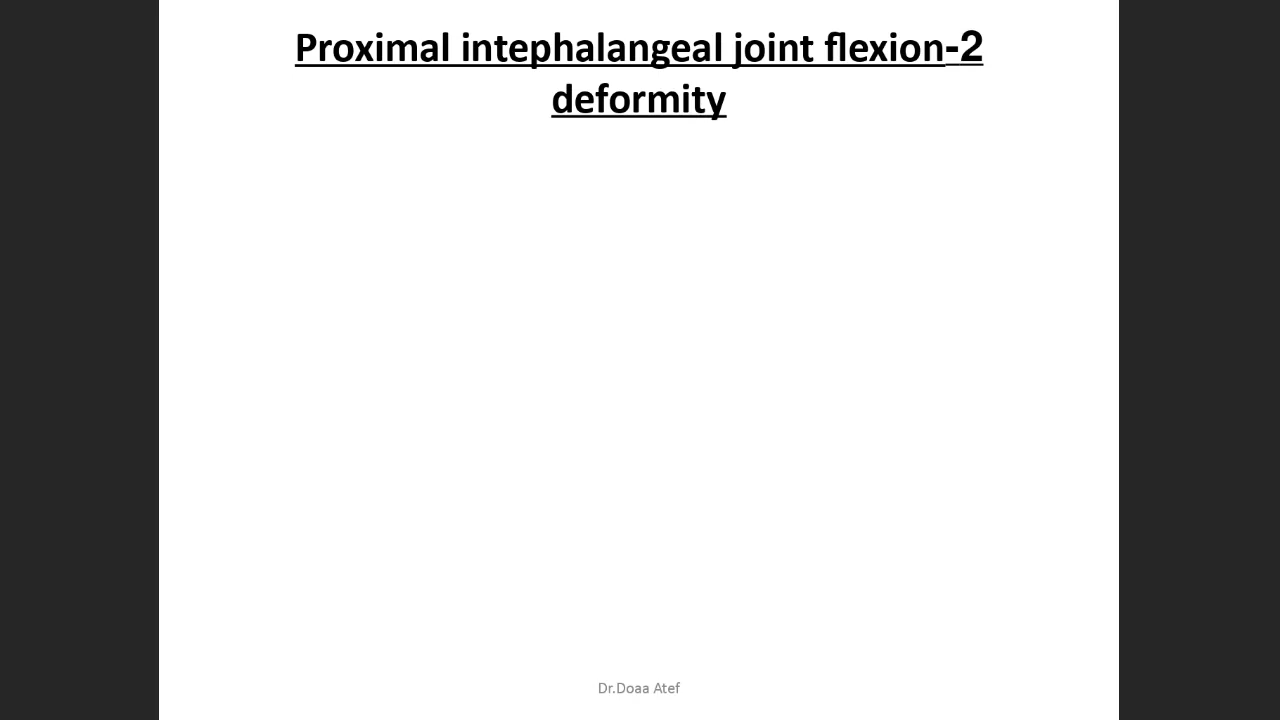 Proximal intephalangeal joint flexion-2
deformity
Dr.Doaa Atef